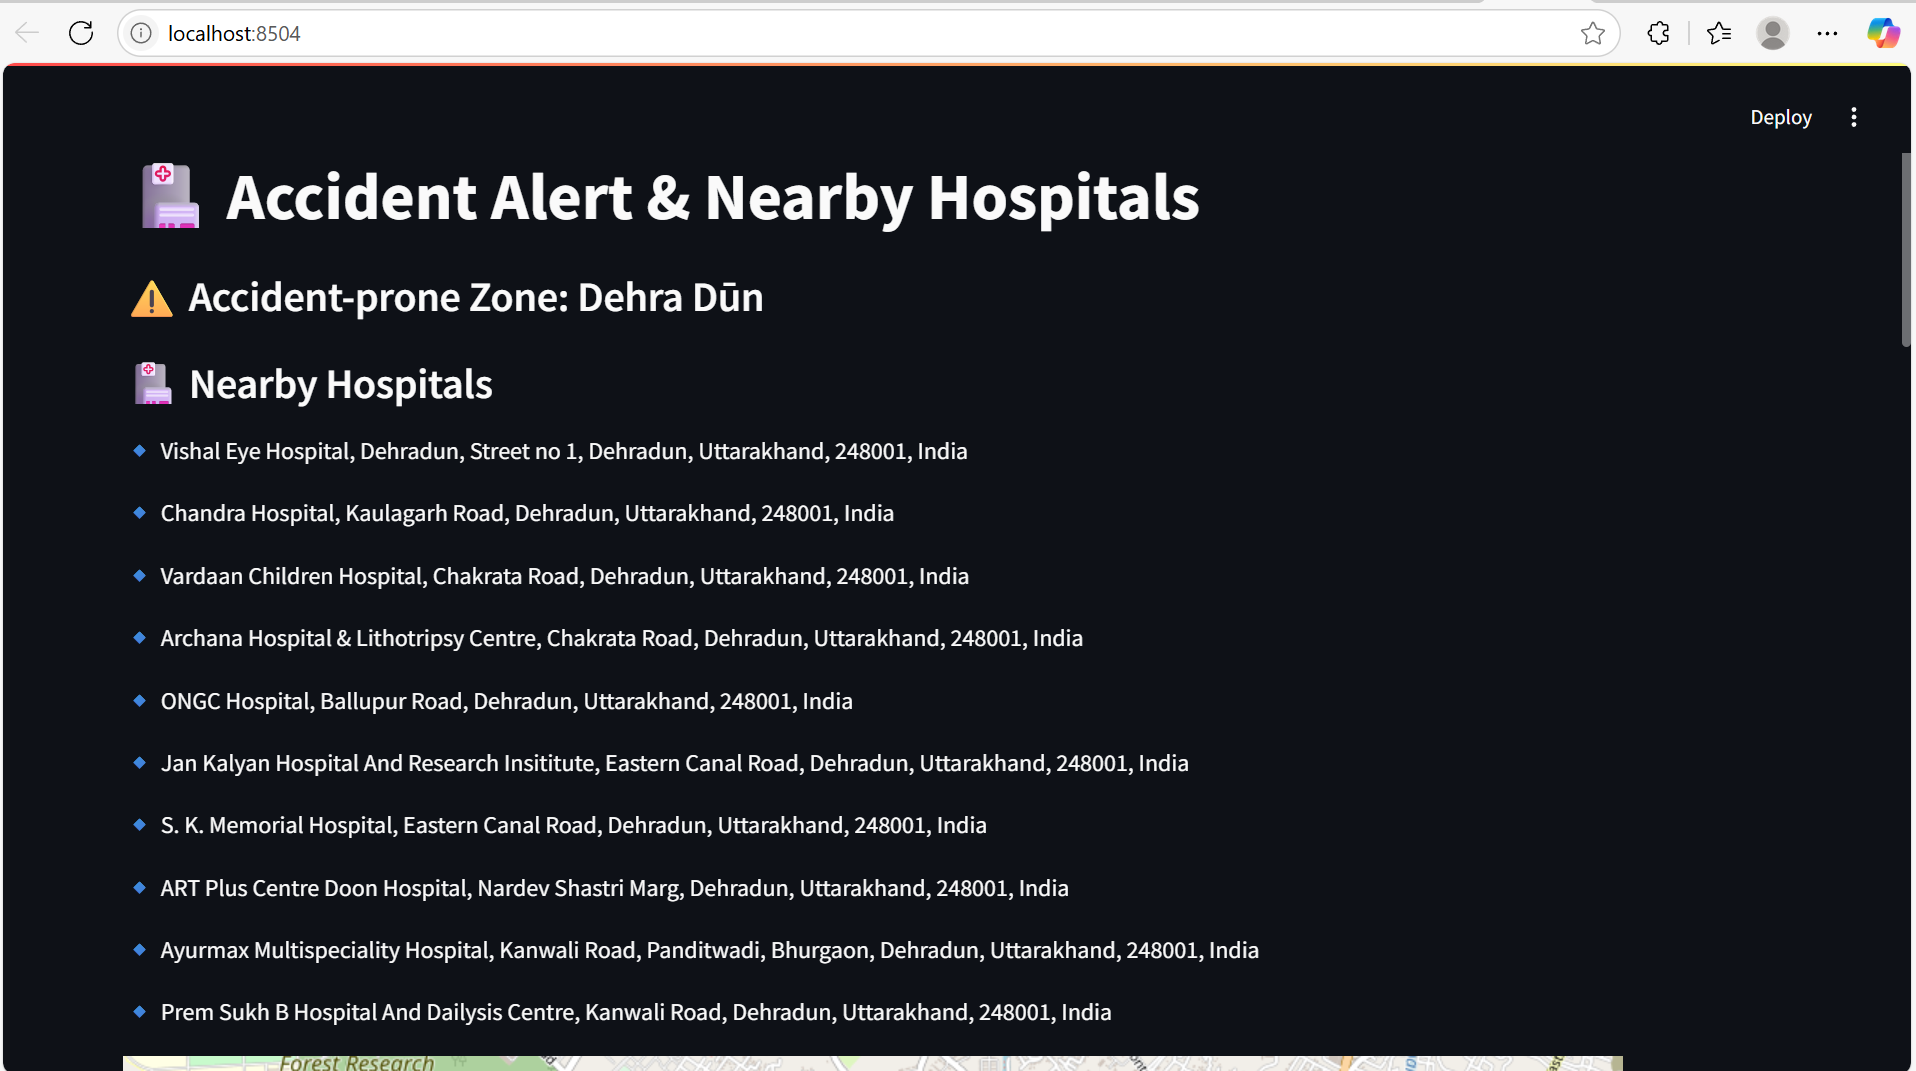 localhost:8504
Deploy
Accident Alert & Nearby Hospitals
Accident-prone Zone: Dehra Dūn
Nearby Hospitals
Vishal Eye Hospital, Dehradun, Street no 1, Dehradun, Uttarakhand, 248001, India
Chandra Hospital, Kaulagarh Road, Dehradun, Uttarakhand, 248001, India
Vardaan Children Hospital, Chakrata Road, Dehradun, Uttarakhand, 248001, India
Archana Hospital & Lithotripsy Centre, Chakrata Road, Dehradun, Uttarakhand, 248001, India
ONGC Hospital, Ballupur Road, Dehradun, Uttarakhand, 248001, India
Jan Kalyan Hospital And Research Insititute, Eastern Canal Road, Dehradun, Uttarakhand, 248001, India
S. K. Memorial Hospital, Eastern Canal Road, Dehradun, Uttarakhand, 248001, India
ART Plus Centre Doon Hospital, Nardev Shastri Marg, Dehradun, Uttarakhand, 248001, India
Ayurmax Multispeciality Hospital, Kanwali Road, Panditwadi, Bhurgaon, Dehradun, Uttarakhand, 248001, India
Prem Sukh B Hospital And Dailysis Centre, Kanwali Road, Dehradun, Uttarakhand, 248001, India
Forest Research